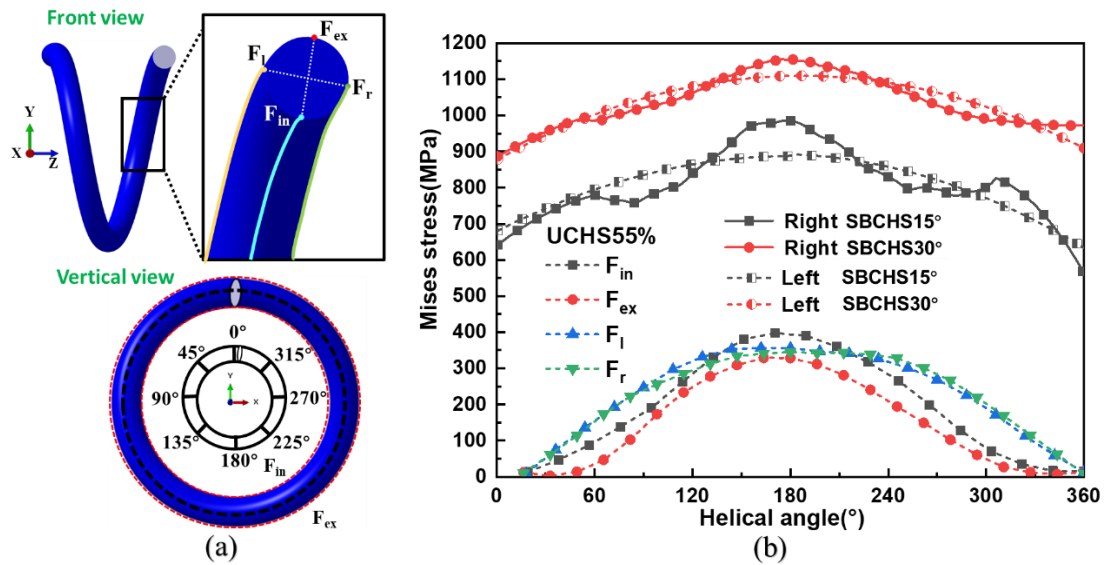 Front view
F_ex
F_l
F_r
F_in
Y
X
Z
Vertical view
0°
45°
315°
90°
270°
135°
225°
180°
Y
X
F_in
F_ex
(a)
Mises stress(MPa)
1200
1100
1000
900
800
700
600
500
400
300
200
100
0
UCHS55%
F_in
F_ex
F_l
F_r
Right SBCHS15°
Right SBCHS30°
Left SBCHS15°
Left SBCHS30°
0 60 120 180 240 300 360
Helical angle(°)
(b)